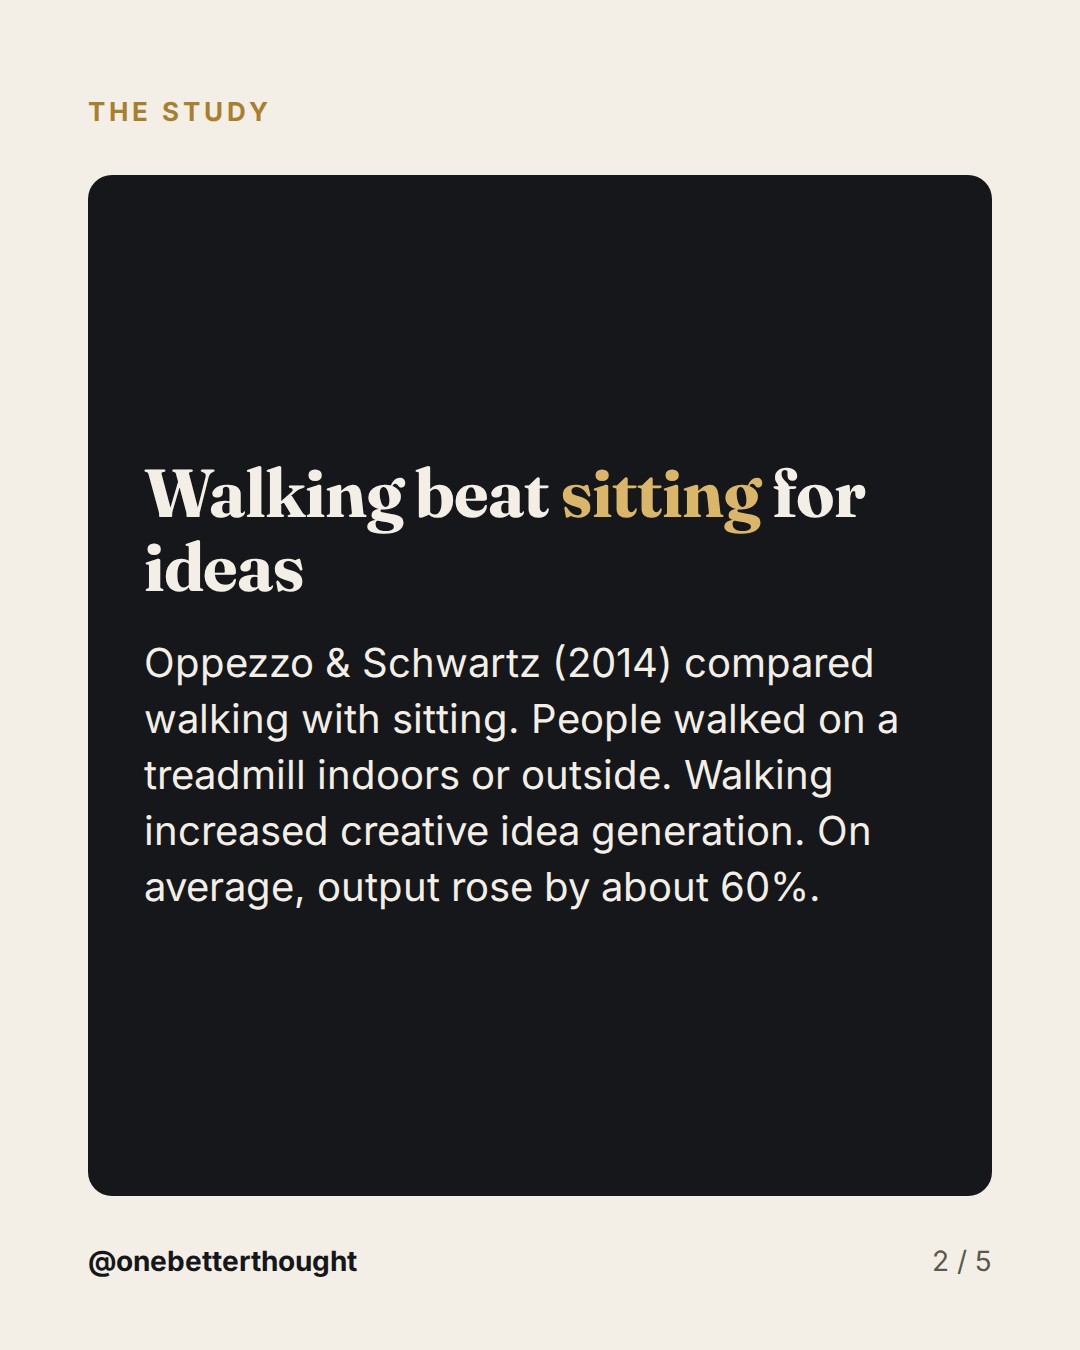 THE STUDY
Walking beat sitting for
ideas
Oppezzo & Schwartz (2014) compared
walking with sitting. People walked on a
treadmill indoors or outside. Walking
increased creative idea generation. On
average, output rose by about 60%.
@onebetterthought
2 / 5